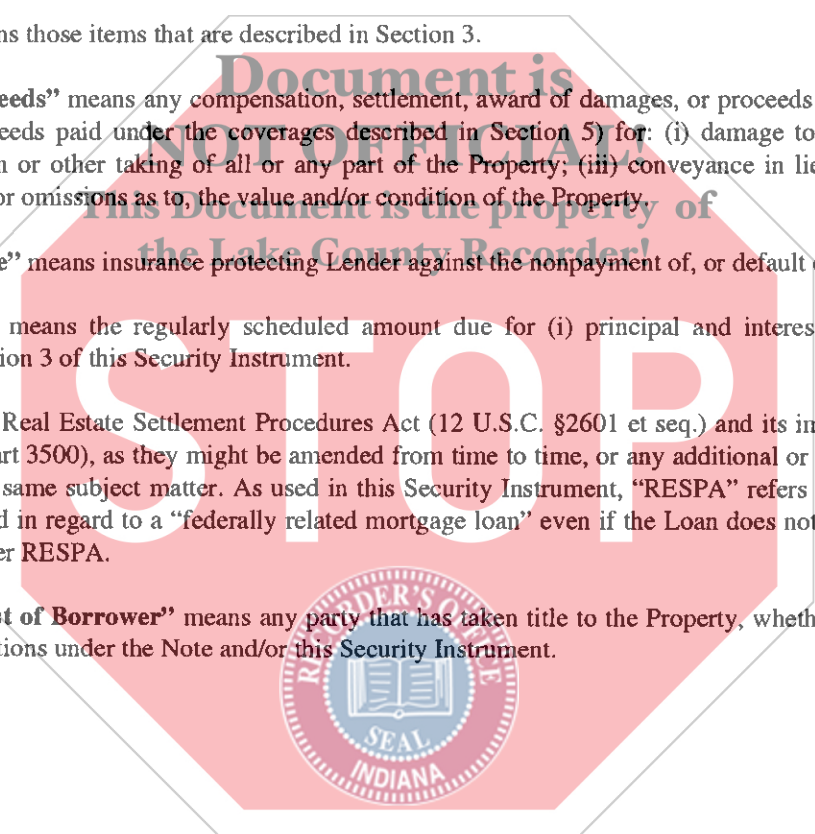 ns those items that are described in Section 3.
Document is
eeds” means any compensation, settlement, award of damages, or proceeds
eeds paid under the coverages described in Section 5) for: (i) damage to
NOT OFFICIAL!
n or other taking of all or any part of the Property; (iii) conveyance in lie
or omissions as to, the value and/or condition of the Property.
This Document is the property of
the Lake County Recorder!
e” means insurance protecting Lender against the nonpayment of, or default
means the regularly scheduled amount due for (i) principal and interes
ion 3 of this Security Instrument.
Real Estate Settlement Procedures Act (12 U.S.C. §2601 et seq.) and its im
art 3500), as they might be amended from time to time, or any additional or
same subject matter. As used in this Security Instrument, “RESPA” refers
d in regard to a “federally related mortgage loan” even if the Loan does not
er RESPA.
STOP
st of Borrower” means any party that has taken title to the Property, wheth
tions under the Note and/or this Security Instrument.
RECORDER'S OFFICE
SEAL
INDIANA